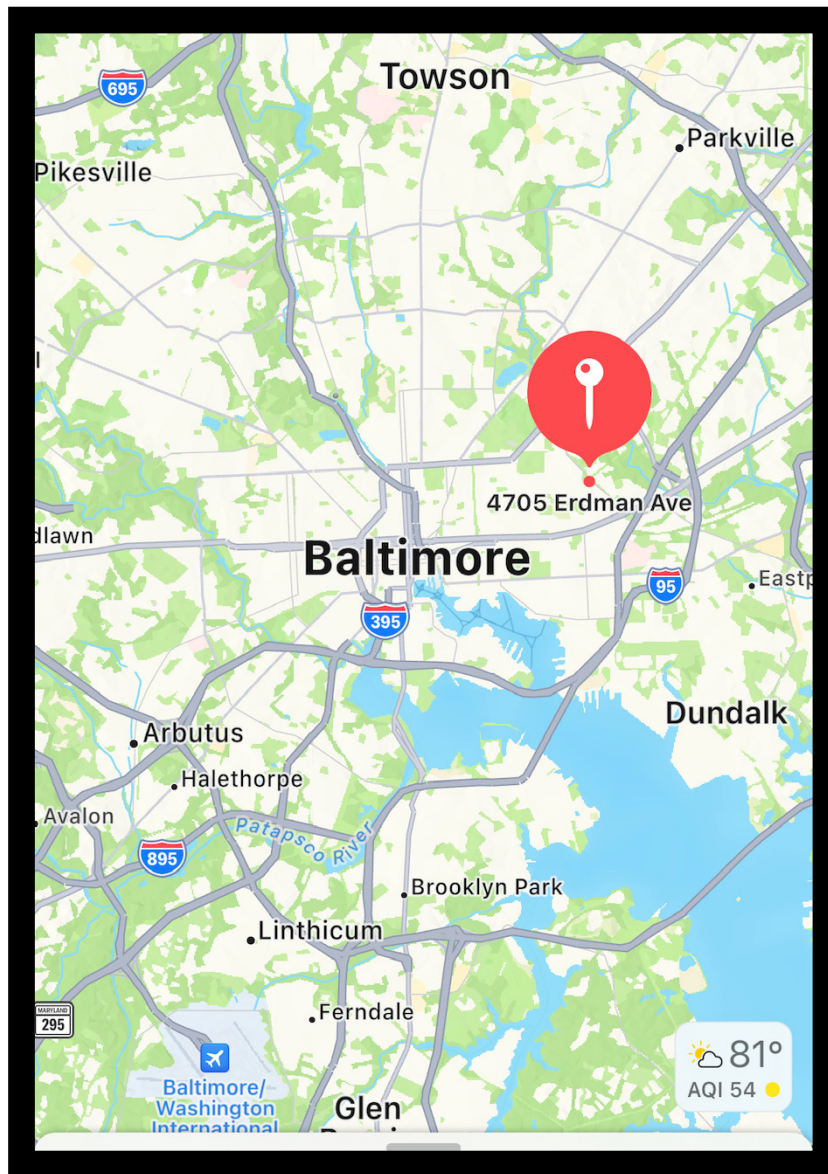 Towson
695
Parkville
Pikesville
4705 Erdman Ave
dlawn
Baltimore
95
Eastp
395
Dundalk
Arbutus
Halethorpe
Avalon
Patapsco River
895
Brooklyn Park
Linthicum
Ferndale
MARYLAND
295
81°
AQI 54
Baltimore/
Washington
International
Glen